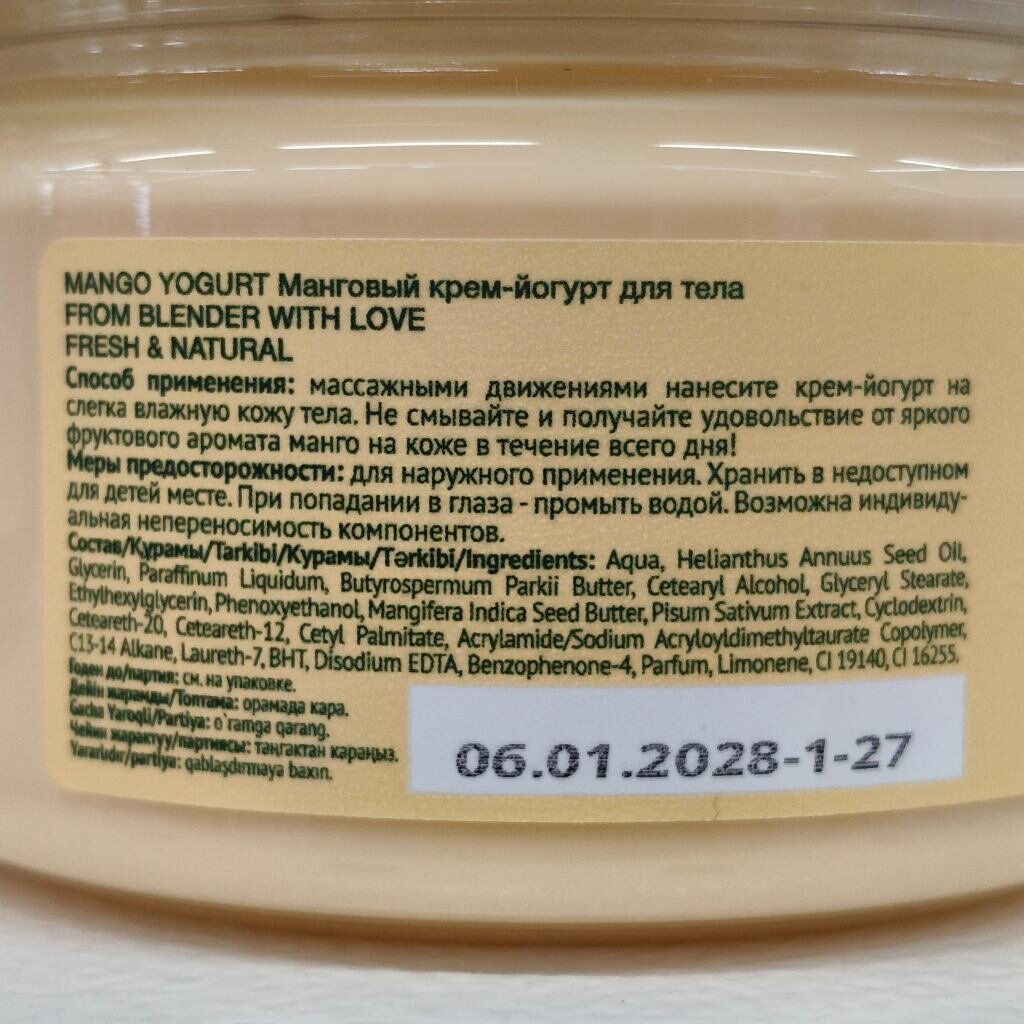 MANGO YOGURT Манговый крем-йогурт для тела
FROM BLENDER WITH LOVE
FRESH & NATURAL
Способ применения: массажными движениями нанесите крем-йогурт на
слегка влажную кожу тела. Не смывайте и получайте удовольствие от яркого
фруктового аромата манго на коже в течение всего дня!
Меры предосторожности: для наружного применения. Хранить в недоступном
для детей месте. При попадании в глаза - промыть водой. Возможна индивиду-
альная непереносимость компонентов.
Состав/Құрамы/Tarkibi/Курамы/Tərkibi/Ingredients: Aqua, Helianthus Annuus Seed Oil,
Glycerin, Paraffinum Liquidum, Butyrospermum Parkii Butter, Cetearyl Alcohol, Glyceryl Stearate,
Ethylhexylglycerin, Phenoxyethanol, Mangifera Indica Seed Butter, Pisum Sativum Extract, Cyclodextrin,
Ceteareth-20, Ceteareth-12, Cetyl Palmitate, Acrylamide/Sodium Acryloyldimethyltaurate Copolymer,
C13-14 Alkane, Laureth-7, BHT, Disodium EDTA, Benzophenone-4, Parfum, Limonene, CI 19140, CI 16255.
Годен до/партия: см. на упаковке.
Дейін жарамды/Топтама: орамада кара.
Gacha Yaroqli/Partiya: o`ramga qarang.
Чейин жарактуу/партиясы: таңгактан караңыз.
Yararlıdır/partiya: qablaşdırmaya baxın.
06.01.2028-1-27